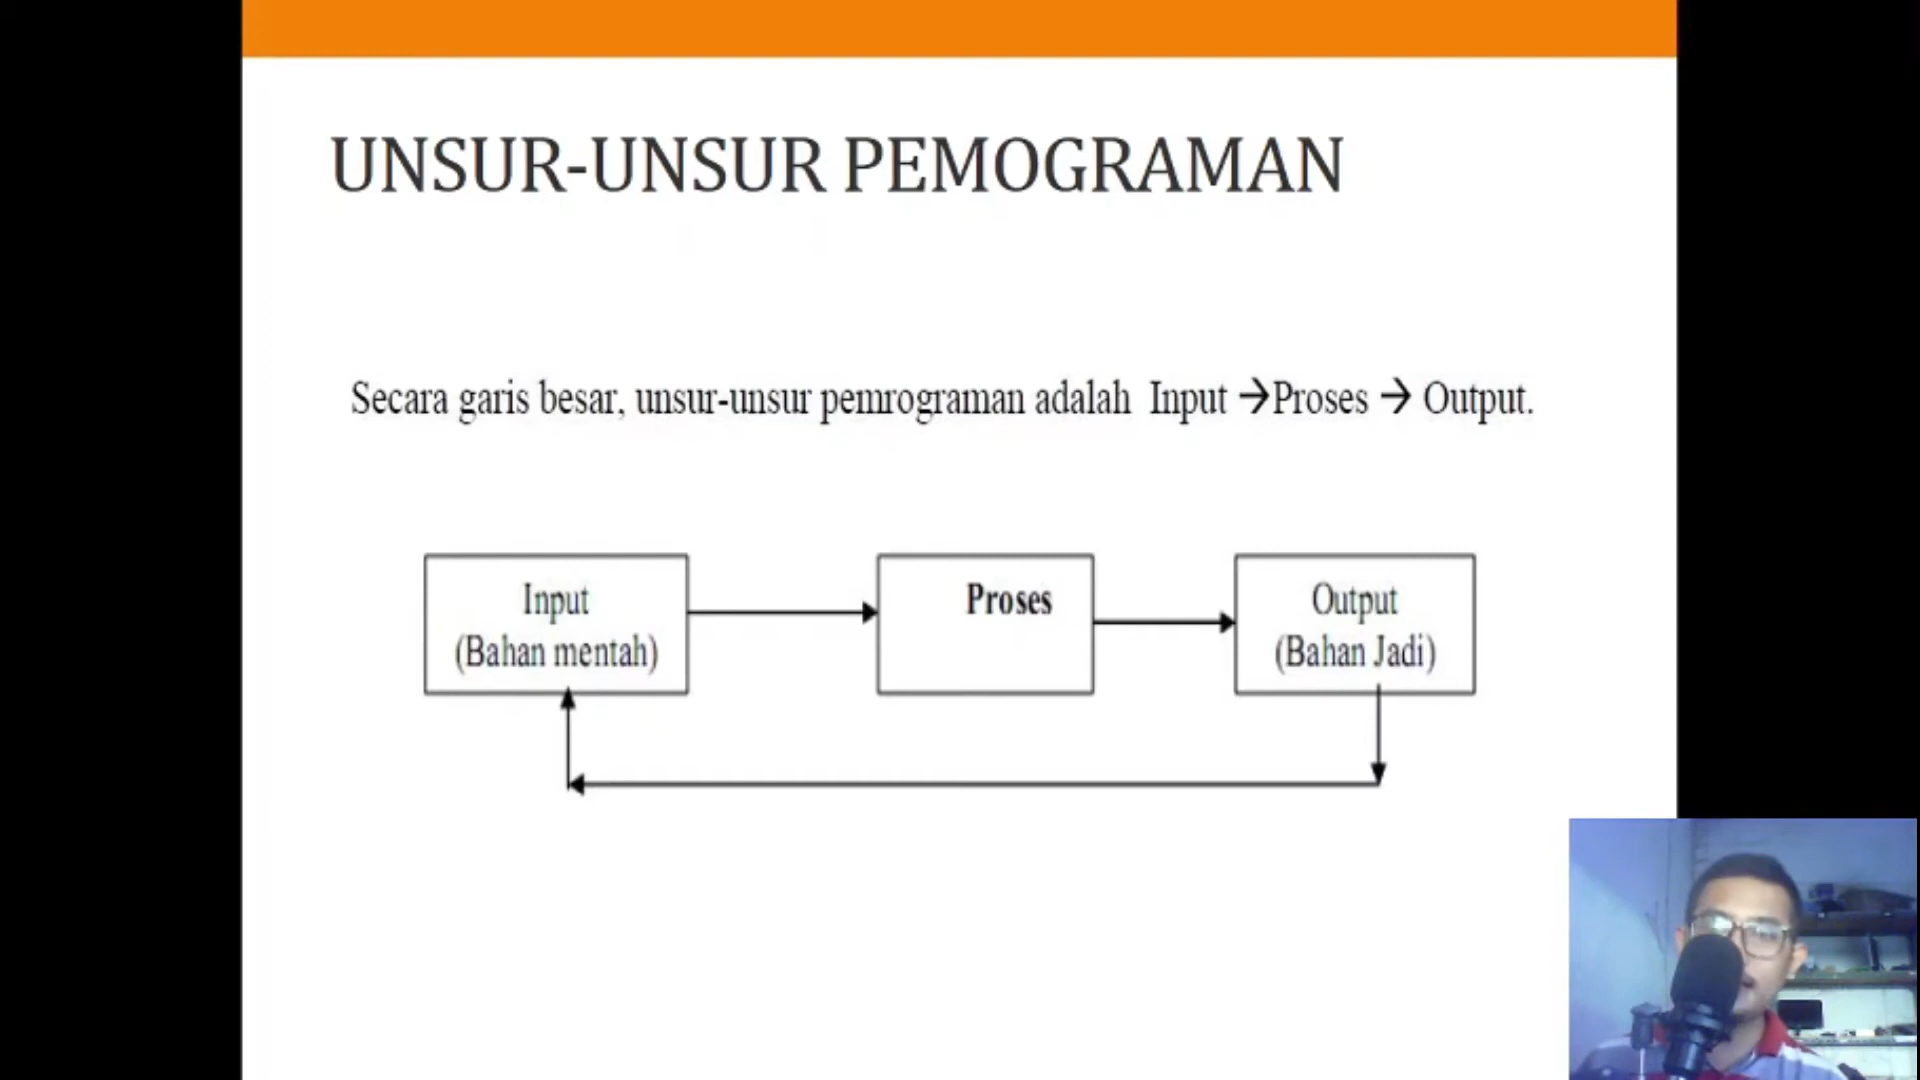 UNSUR-UNSUR PEMOGRAMAN
Secara garis besar, unsur-unsur pemrograman adalah Input →Proses → Output.
Input
(Bahan mentah)
Proses
Output
(Bahan Jadi)